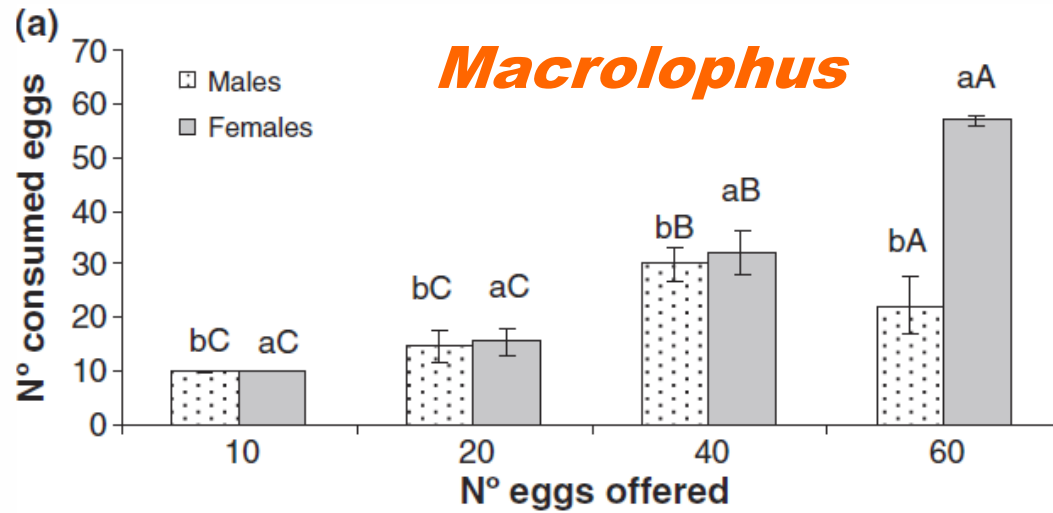 (a)
Macrolophus
N° consumed eggs
70
60
50
40
30
20
10
0
Males
Females
bC aC
bC aC
bB aB
bA aA
10 20 40 60
N° eggs offered